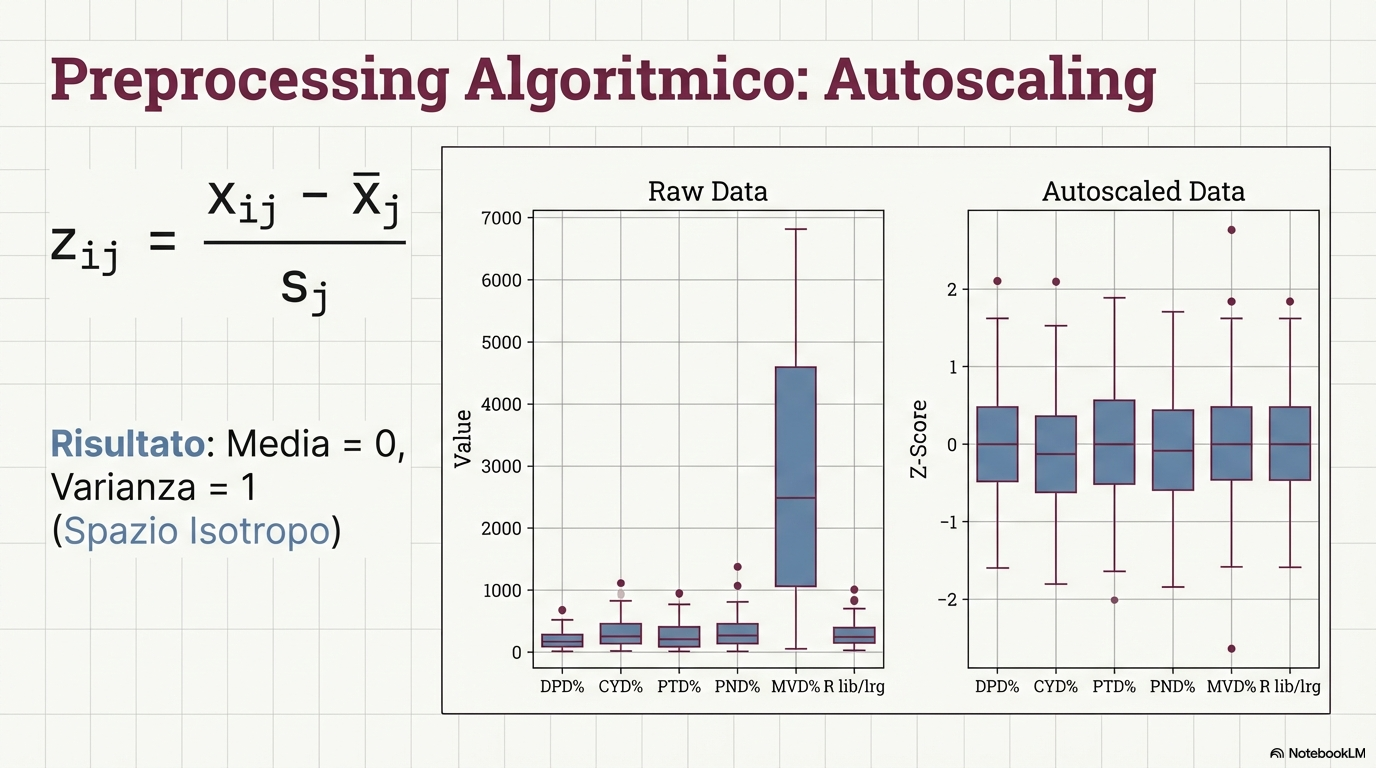 Preprocessing Algoritmico: Autoscaling
z_ij = (x_ij − x̄_j) / s_j
Risultato: Media = 0,
Varianza = 1
(Spazio Isotropo)
Raw Data
Value
7000
6000
5000
4000
3000
2000
1000
0
DPD% CYD% PTD% PND% MVD% R lib/lrg
Autoscaled Data
Z-Score
2
1
0
−1
−2
DPD% CYD% PTD% PND% MVD% R lib/lrg
NotebookLM